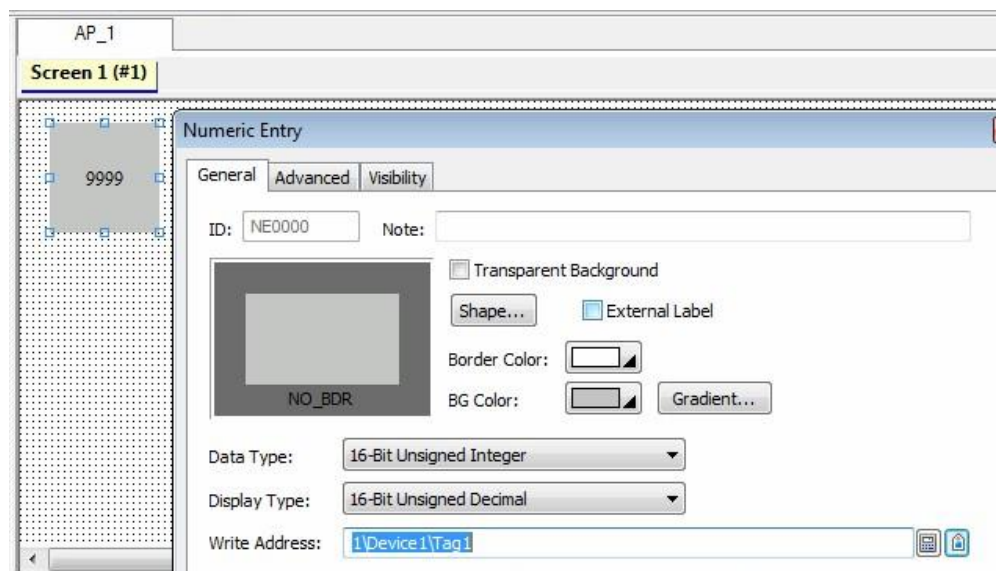 AP_1
Screen 1 (#1)
9999
Numeric Entry
General Advanced Visibility
ID: NE0000 Note:
Transparent Background
Shape... External Label
Border Color:
NO_BDR BG Color: Gradient...
Data Type: 16-Bit Unsigned Integer
Display Type: 16-Bit Unsigned Decimal
Write Address: 1\Device1\Tag1